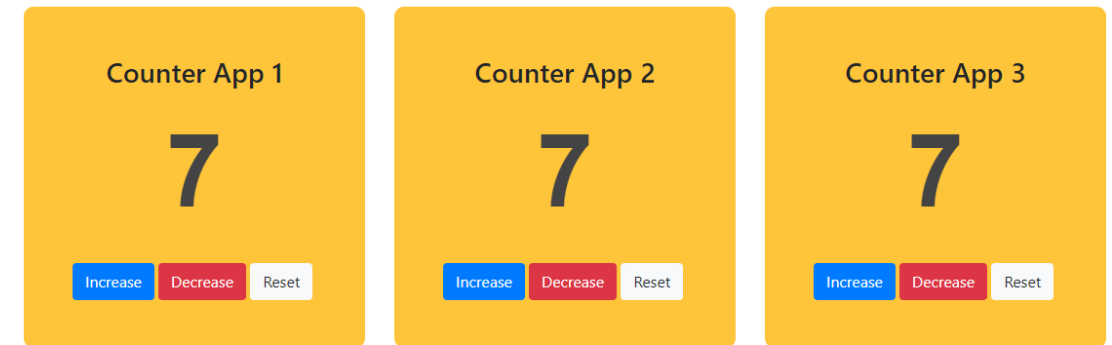 Counter App 1
7
Increase Decrease Reset
Counter App 2
7
Increase Decrease Reset
Counter App 3
7
Increase Decrease Reset